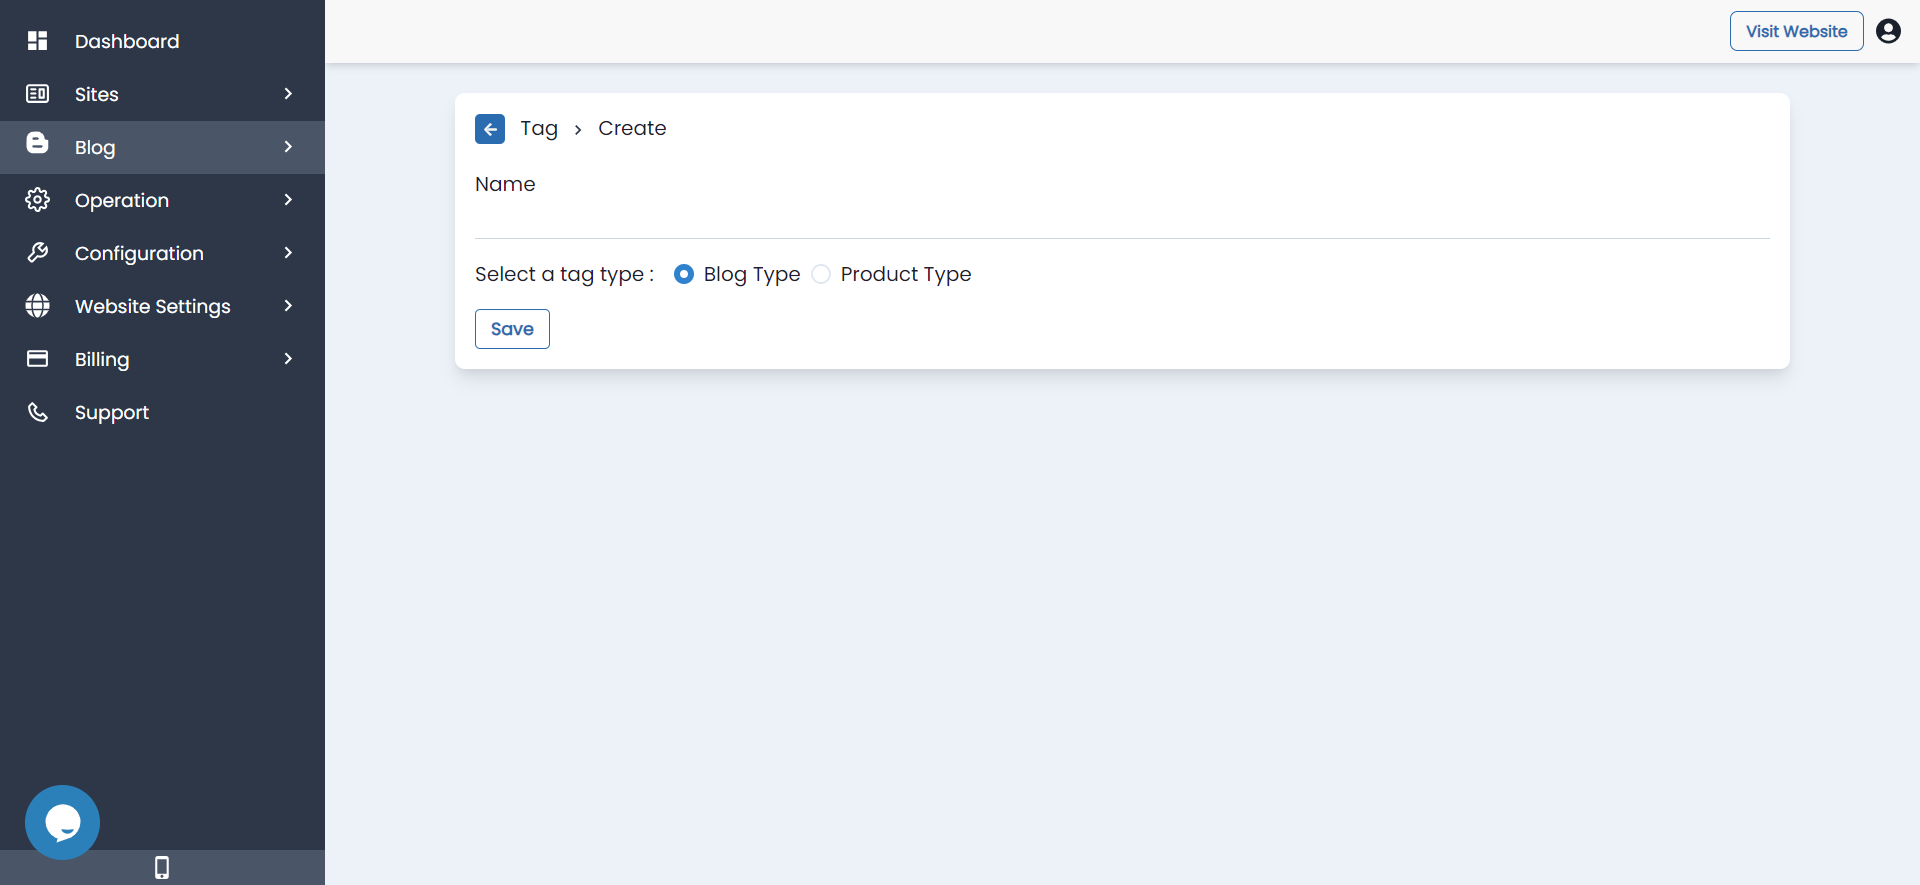 Dashboard
Sites
Blog
Operation
Configuration
Website Settings
Billing
Support
Visit Website
Tag › Create
Name
Select a tag type : Blog Type Product Type
Save